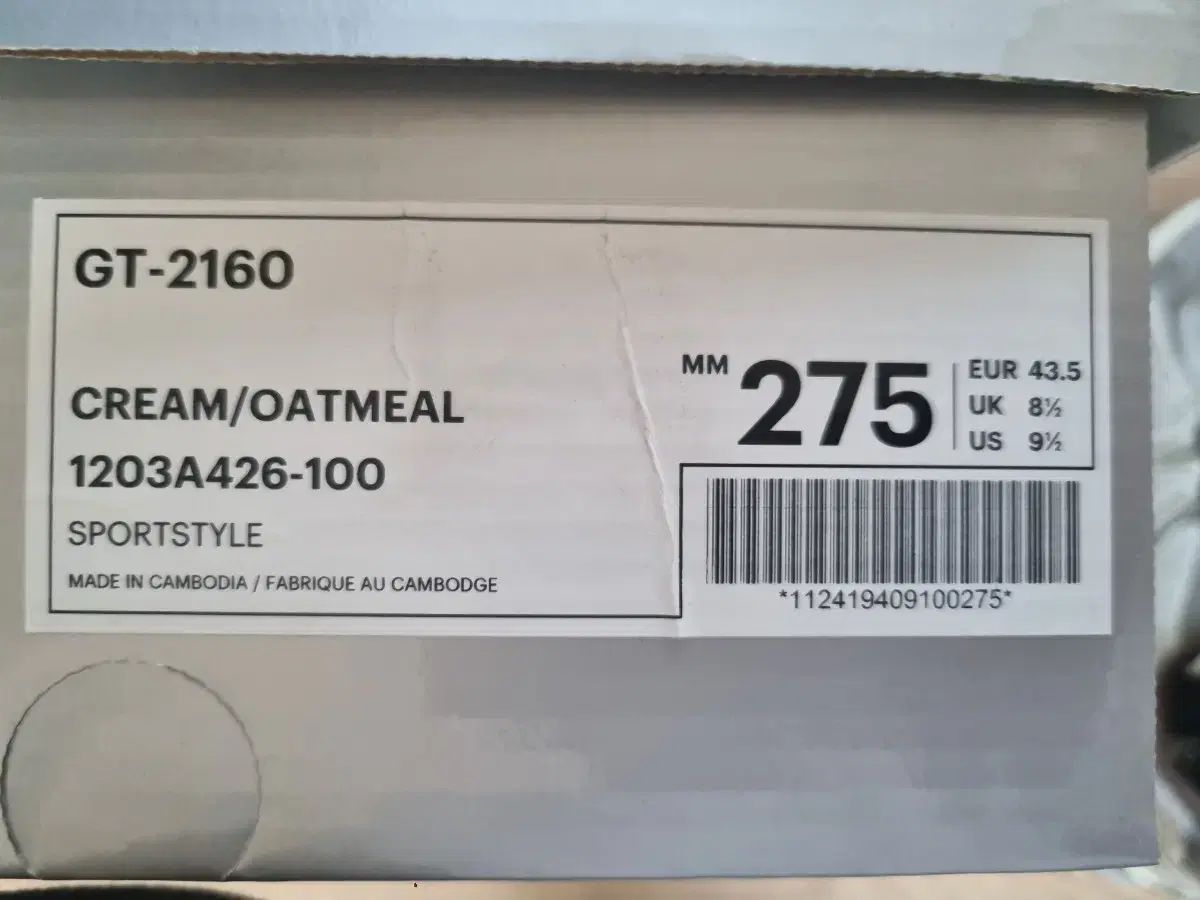 GT-2160
CREAM/OATMEAL
1203A426-100
SPORTSTYLE
MADE IN CAMBODIA / FABRIQUE AU CAMBODGE
MM 275
EUR 43.5
UK 8½
US 9½
*112419409100275*